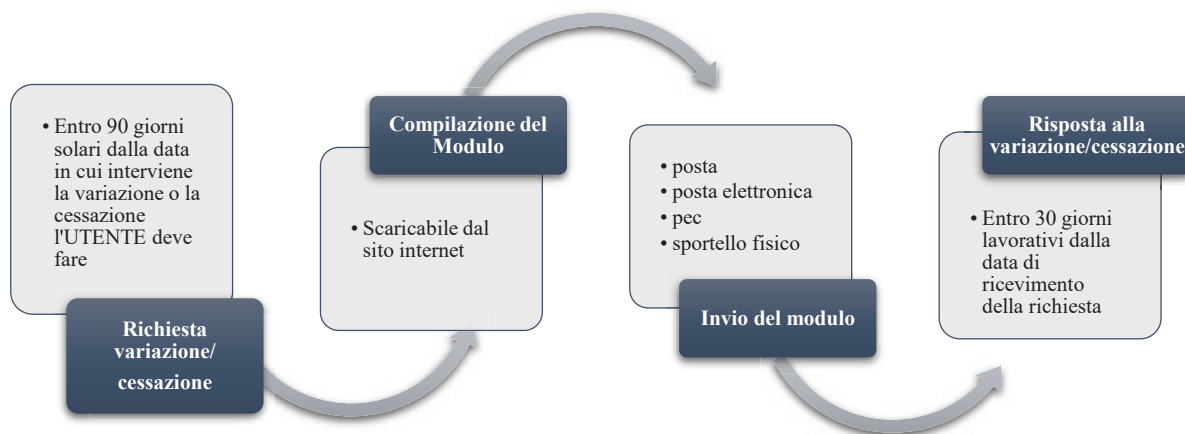 • Entro 90 giorni
solari dalla data
in cui interviene
la variazione o la
cessazione
l'UTENTE deve
fare
Richiesta
variazione/
cessazione
Compilazione del
Modulo
• Scaricabile dal
sito internet
• posta
• posta elettronica
• pec
• sportello fisico
Invio del modulo
Risposta alla
variazione/cessazione
• Entro 30 giorni
lavorativi dalla
data di
ricevimento
della richiesta